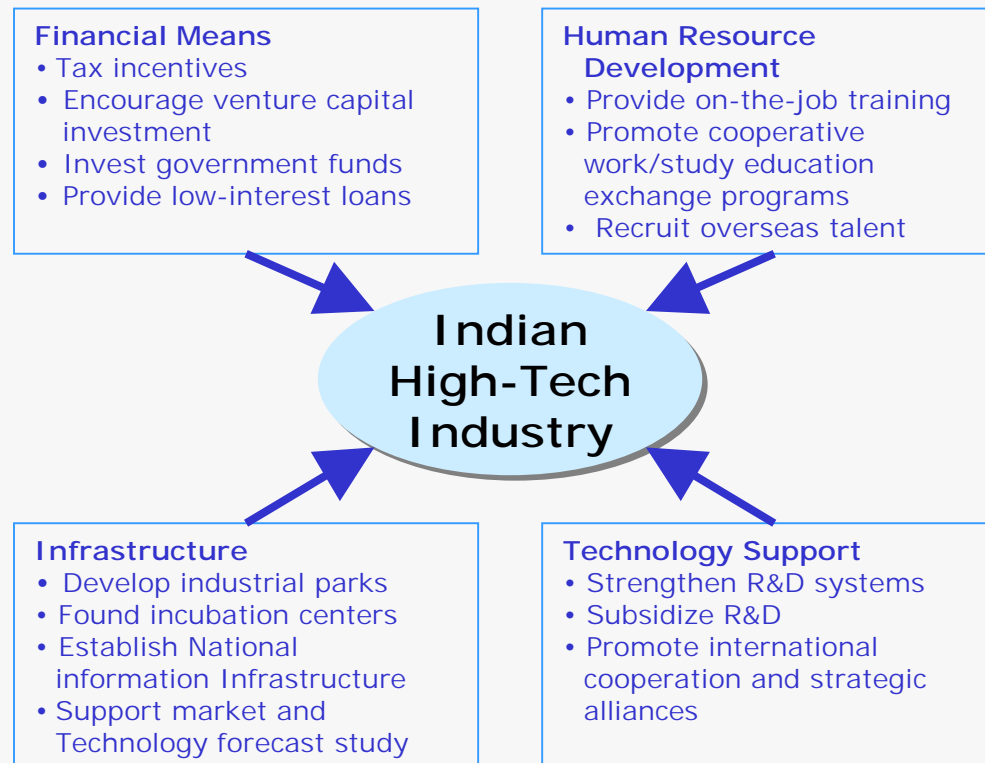 Financial Means
• Tax incentives
• Encourage venture capital
investment
• Invest government funds
• Provide low-interest loans
Human Resource
Development
• Provide on-the-job training
• Promote cooperative
work/study education
exchange programs
• Recruit overseas talent
Indian
High-Tech
Industry
Infrastructure
• Develop industrial parks
• Found incubation centers
• Establish National
information Infrastructure
• Support market and
Technology forecast study
Technology Support
• Strengthen R&D systems
• Subsidize R&D
• Promote international
cooperation and strategic
alliances